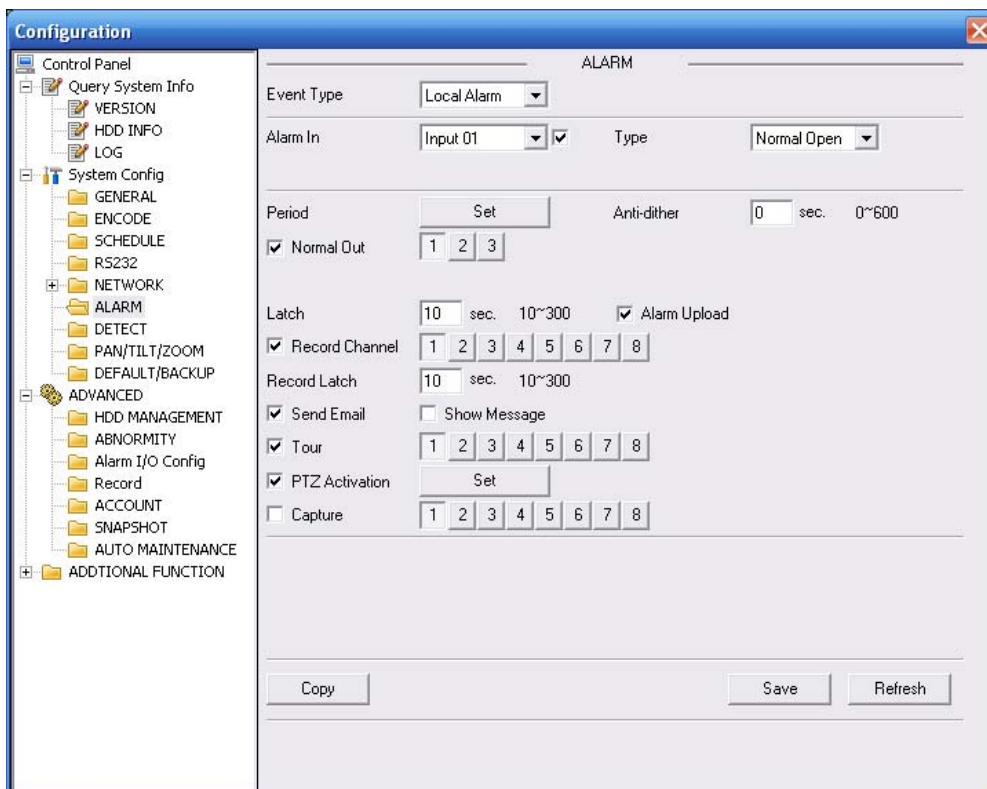 Configuration
Control Panel
Query System Info
VERSION
HDD INFO
LOG
System Config
GENERAL
ENCODE
SCHEDULE
RS232
NETWORK
ALARM
DETECT
PAN/TILT/ZOOM
DEFAULT/BACKUP
ADVANCED
HDD MANAGEMENT
ABNORMITY
Alarm I/O Config
Record
ACCOUNT
SNAPSHOT
AUTO MAINTENANCE
ADDTIONAL FUNCTION
ALARM
Event Type Local Alarm
Alarm In Input 01 Type Normal Open
Period Set Anti-dither 0 sec. 0~600
Normal Out 1 2 3
Latch 10 sec. 10~300 Alarm Upload
Record Channel 1 2 3 4 5 6 7 8
Record Latch 10 sec. 10~300
Send Email Show Message
Tour 1 2 3 4 5 6 7 8
PTZ Activation Set
Capture 1 2 3 4 5 6 7 8
Copy Save Refresh